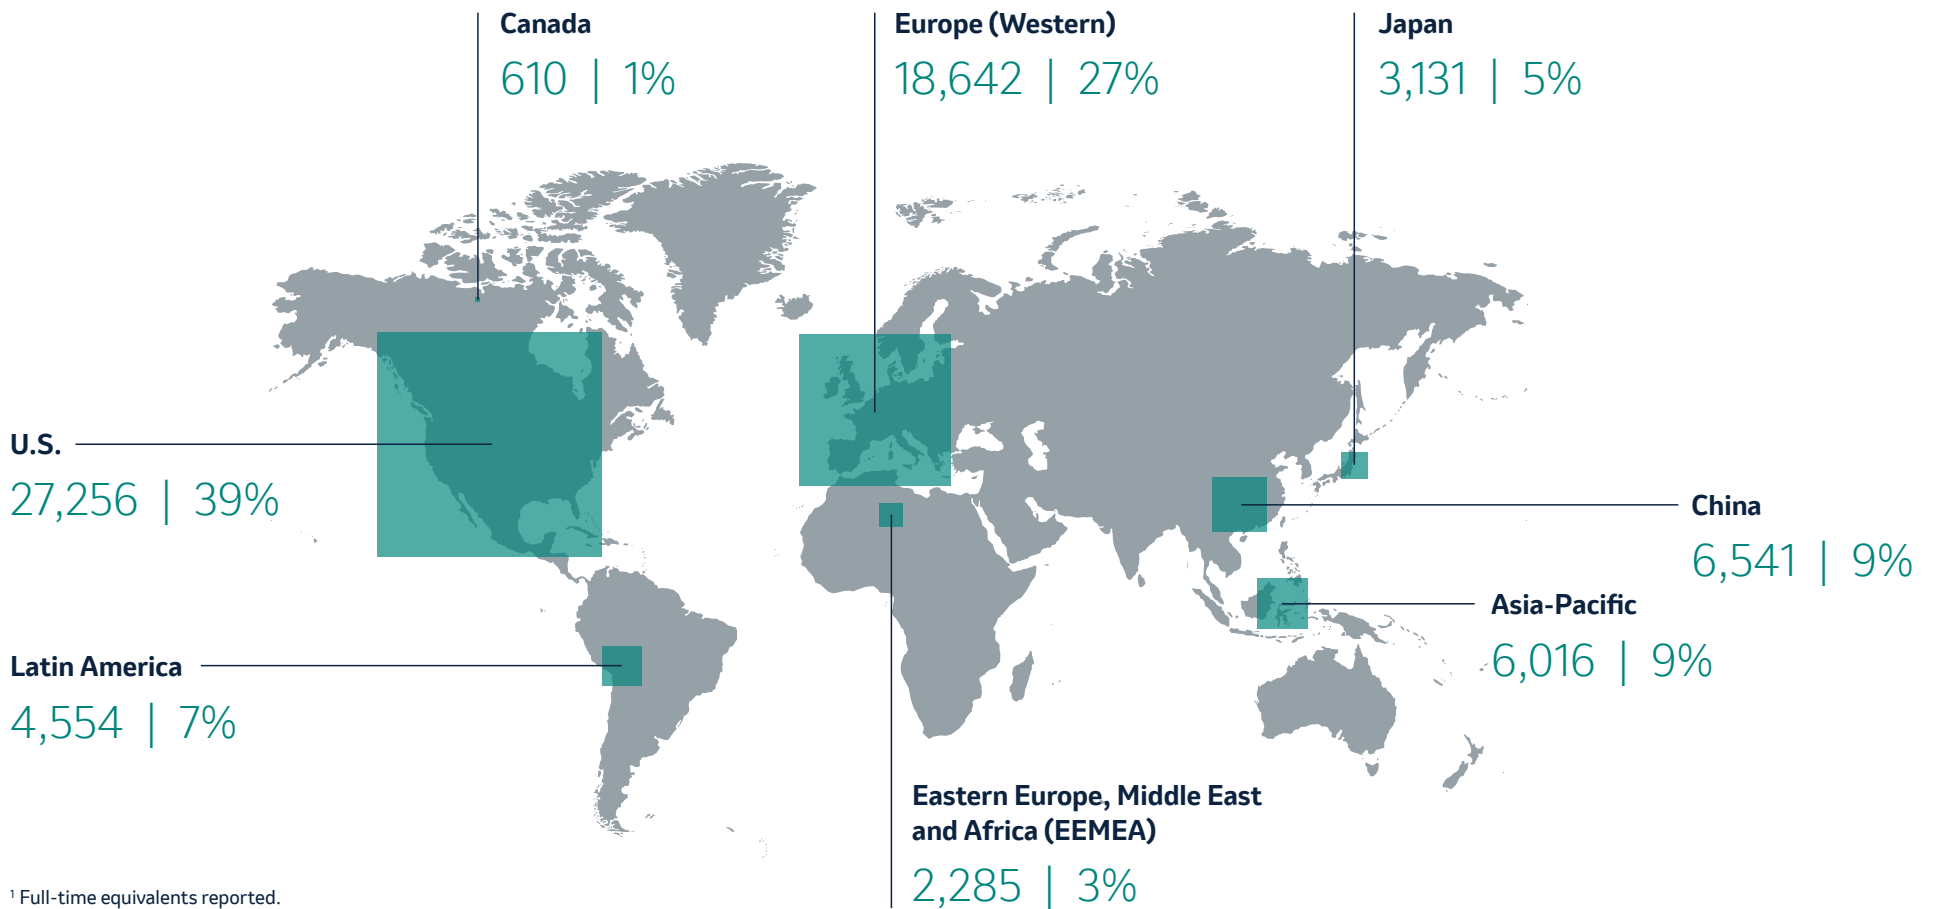 Canada
610 | 1%
Europe (Western)
18,642 | 27%
Japan
3,131 | 5%
U.S.
27,256 | 39%
China
6,541 | 9%
Asia-Pacific
6,016 | 9%
Latin America
4,554 | 7%
Eastern Europe, Middle East
and Africa (EEMEA)
2,285 | 3%
¹ Full-time equivalents reported.